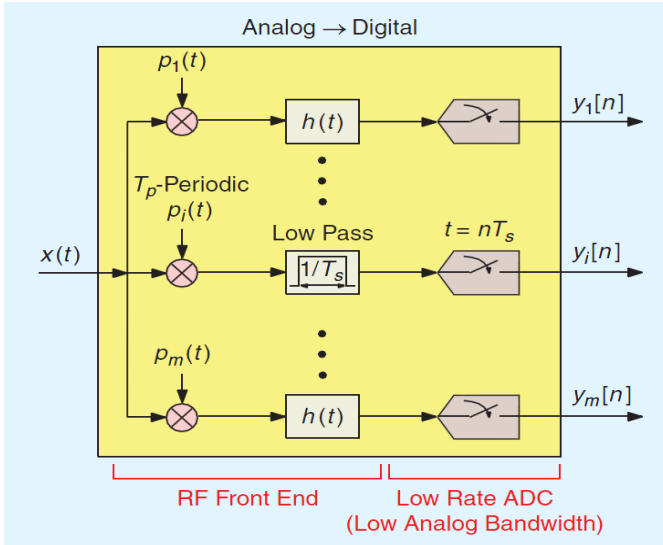 Analog → Digital
p₁(t)
y₁[n]
h(t)
Tₚ-Periodic
pᵢ(t)
Low Pass
t = nTₛ
x(t)
1/Tₛ
yᵢ[n]
pₘ(t)
yₘ[n]
h(t)
RF Front End
Low Rate ADC
(Low Analog Bandwidth)